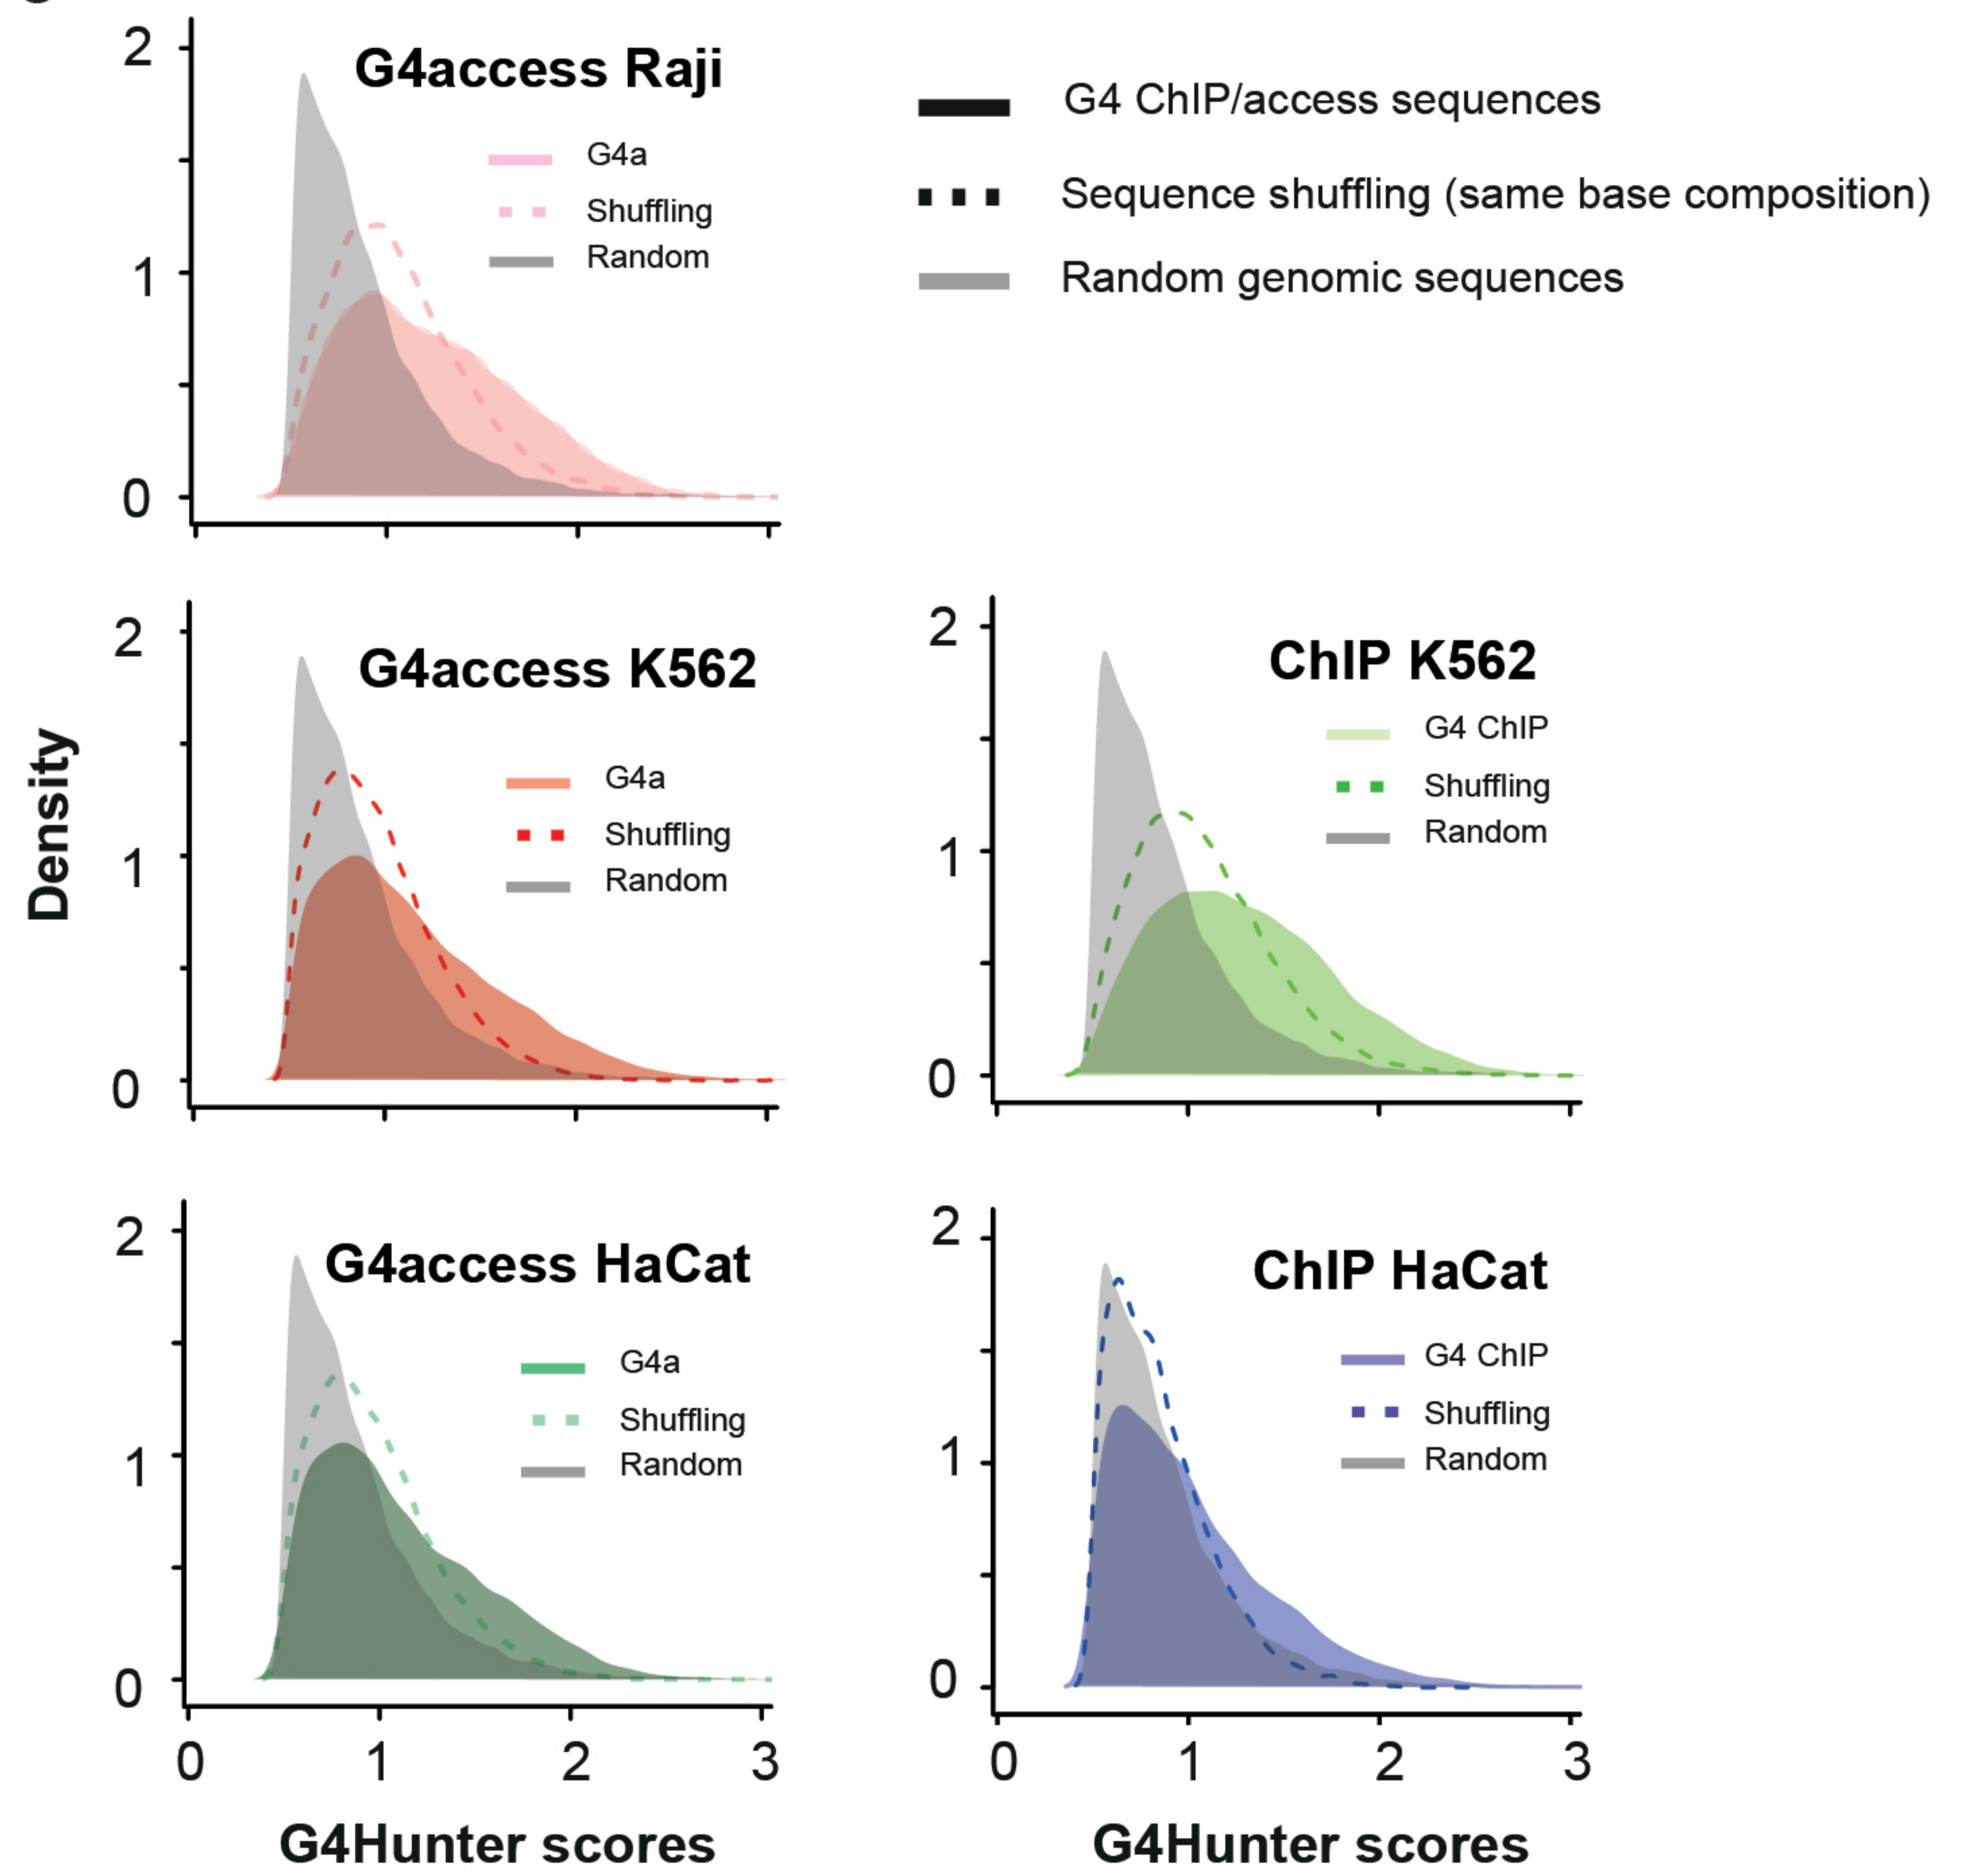 G4access Raji
2
1
0
G4a
Shuffling
Random
G4 ChIP/access sequences
Sequence shuffling (same base composition)
Random genomic sequences
Density
G4access K562
2
1
0
G4a
Shuffling
Random
ChIP K562
2
1
0
G4 ChIP
Shuffling
Random
G4access HaCat
2
1
0
G4a
Shuffling
Random
0 1 2 3
G4Hunter scores
ChIP HaCat
2
1
0
G4 ChIP
Shuffling
Random
0 1 2 3
G4Hunter scores